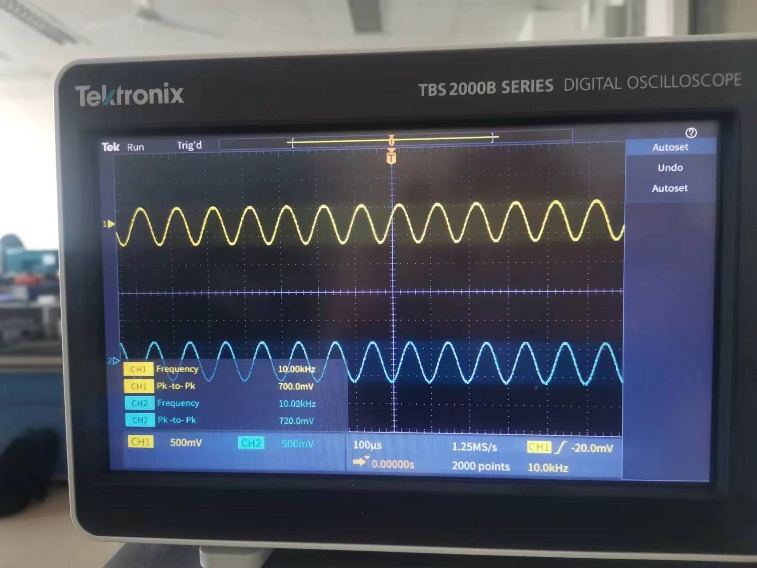 Tektronix
TBS 2000B SERIES DIGITAL OSCILLOSCOPE
Tek Run Trig'd
T
T
Autoset
Undo
Autoset
1
2
CH1 Frequency 10.00kHz
CH1 Pk-to- Pk 700.0mV
CH2 Frequency 10.02kHz
CH2 Pk-to- Pk 720.0mV
CH1 500mV CH2 500mV
100µs 1.25MS/s CH1 -20.0mV
0.00000s 2000 points 10.0kHz